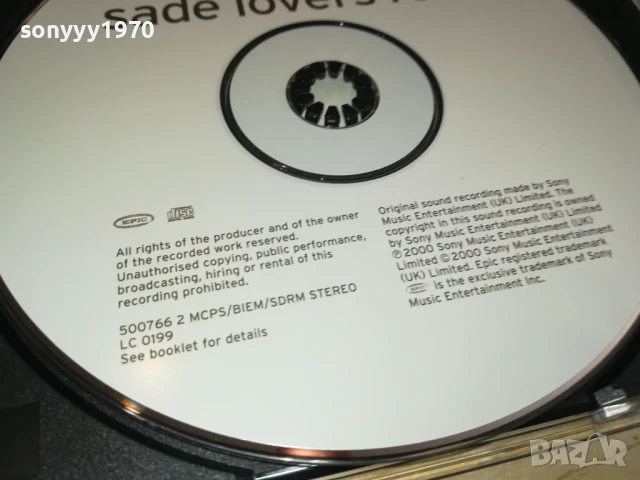 sonyyy1970
sade lovers
EPIC
disc
All rights of the producer and of the owner
of the recorded work reserved.
Unauthorised copying, public performance,
broadcasting, hiring or rental of this
recording prohibited.
500766 2 MCPS/BIEM/SDRM STEREO
LC 0199
See booklet for details
Original sound recording made by Sony
Music Entertainment (UK) Limited. The
copyright in this sound recording is owned
by Sony Music Entertainment (UK) Limited
℗2000 Sony Music Entertainment (UK)
Limited ©2000 Sony Music Entertainment
(UK) Limited. Epic registered trademark
is the exclusive trademark of Sony
Music Entertainment Inc.
BAZAR